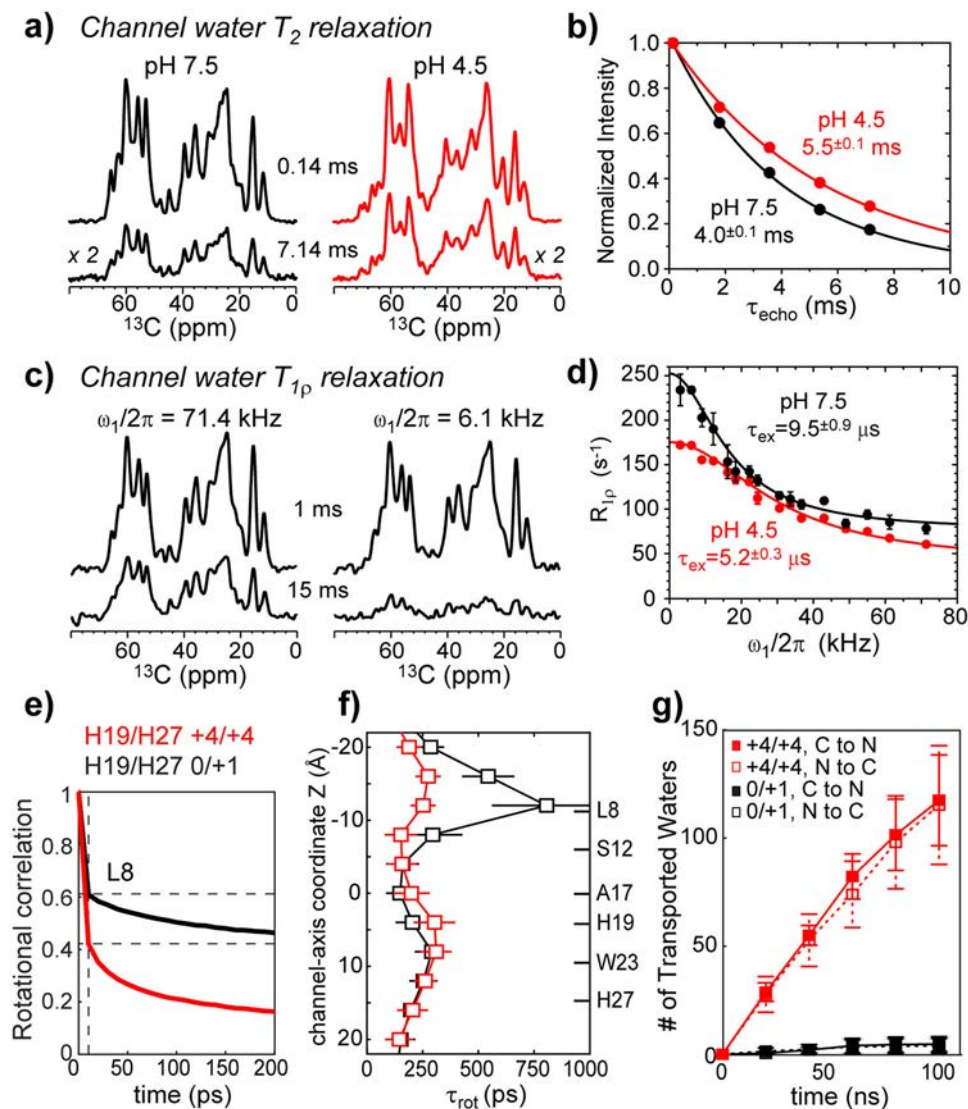 a) Channel water T2 relaxation
pH 7.5
pH 4.5
0.14 ms
x 2
7.14 ms
x 2
60 40 20 0
13C (ppm)
60 40 20 0
13C (ppm)
b)
Normalized Intensity
1.0
0.8
0.6
0.4
0.2
0.0
pH 4.5
5.5±0.1 ms
pH 7.5
4.0±0.1 ms
0 2 4 6 8 10
τecho (ms)
c) Channel water T1ρ relaxation
ω1/2π = 71.4 kHz
ω1/2π = 6.1 kHz
1 ms
15 ms
60 40 20 0
13C (ppm)
60 40 20 0
13C (ppm)
d)
R1ρ (s-1)
250
200
150
100
50
0
pH 7.5
τex=9.5±0.9 μs
pH 4.5
τex=5.2±0.3 μs
0 20 40 60 80
ω1/2π (kHz)
e)
H19/H27 +4/+4
H19/H27 0/+1
Rotational correlation
1
0.8
0.6
0.4
0.2
0
L8
0 50 100 150 200
time (ps)
f)
channel-axis coordinate Z (Å)
-20
-10
0
10
20
L8
S12
A17
H19
W23
H27
0 250 500 750 1000
τrot (ps)
g)
# of Transported Waters
150
100
50
0
+4/+4, C to N
+4/+4, N to C
0/+1, C to N
0/+1, N to C
0 50 100
time (ns)